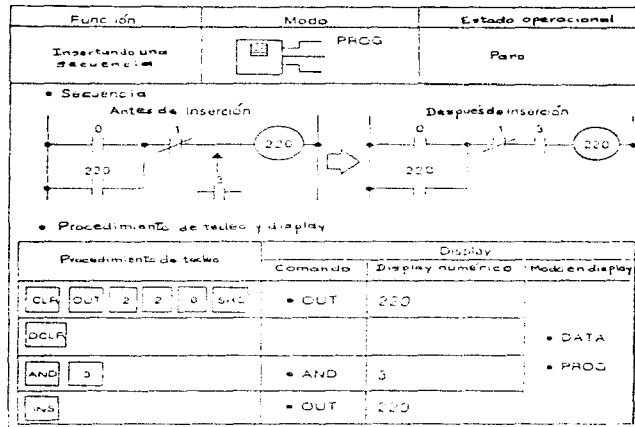 Función Modo Estado operacional
Insertando una secuencia PROG Paro
• Secuencia
Antes de Inserción Después de inserción
0 1 220 0 1 3 220
220 3 220
• Procedimiento de tecleo y display
Procedimiento de tecleo Display
Comando Display numérico Modo en display
CLR OUT 2 2 0 • OUT 220
DCLR • DATA
AND 3 • AND 3 • PROG
INS • OUT 220